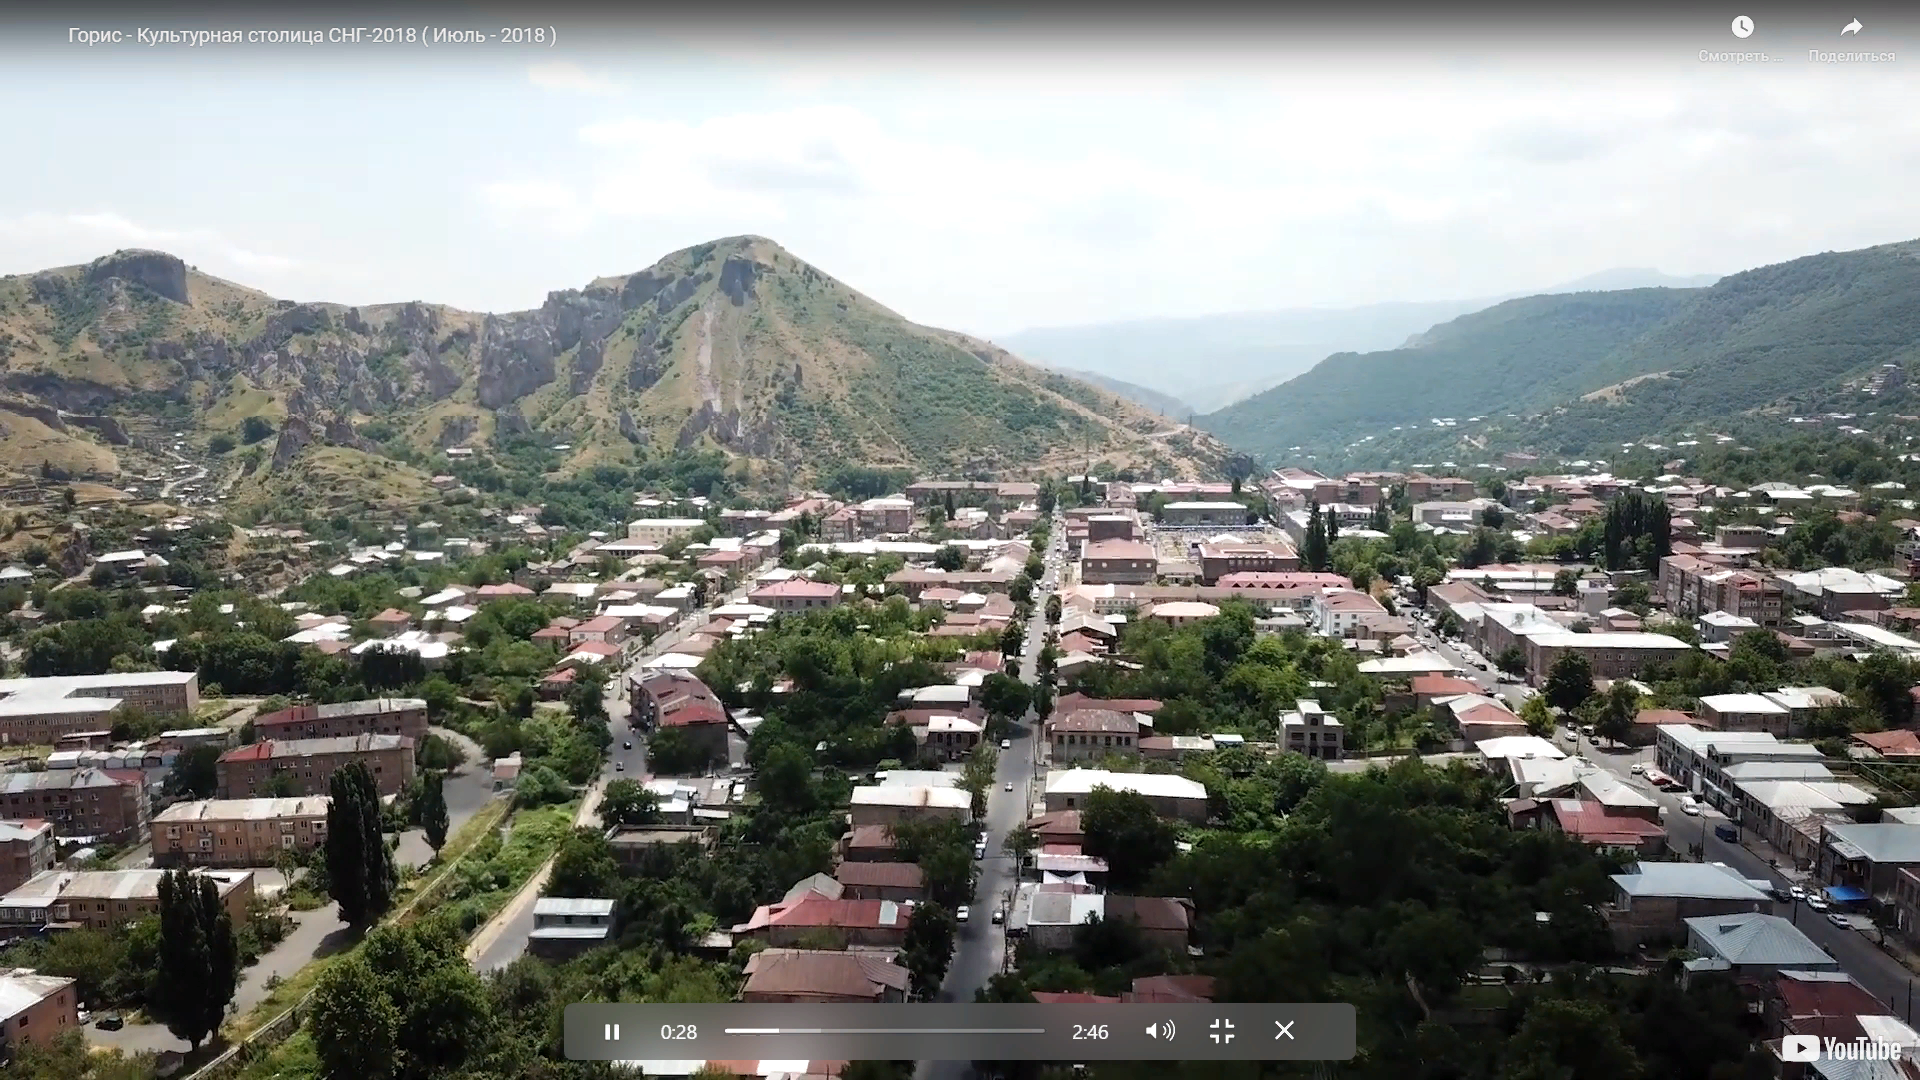 Горис - Культурная столица СНГ-2018 ( Июль - 2018 )
Смотреть ...
Поделиться
0:28
2:46
YouTube